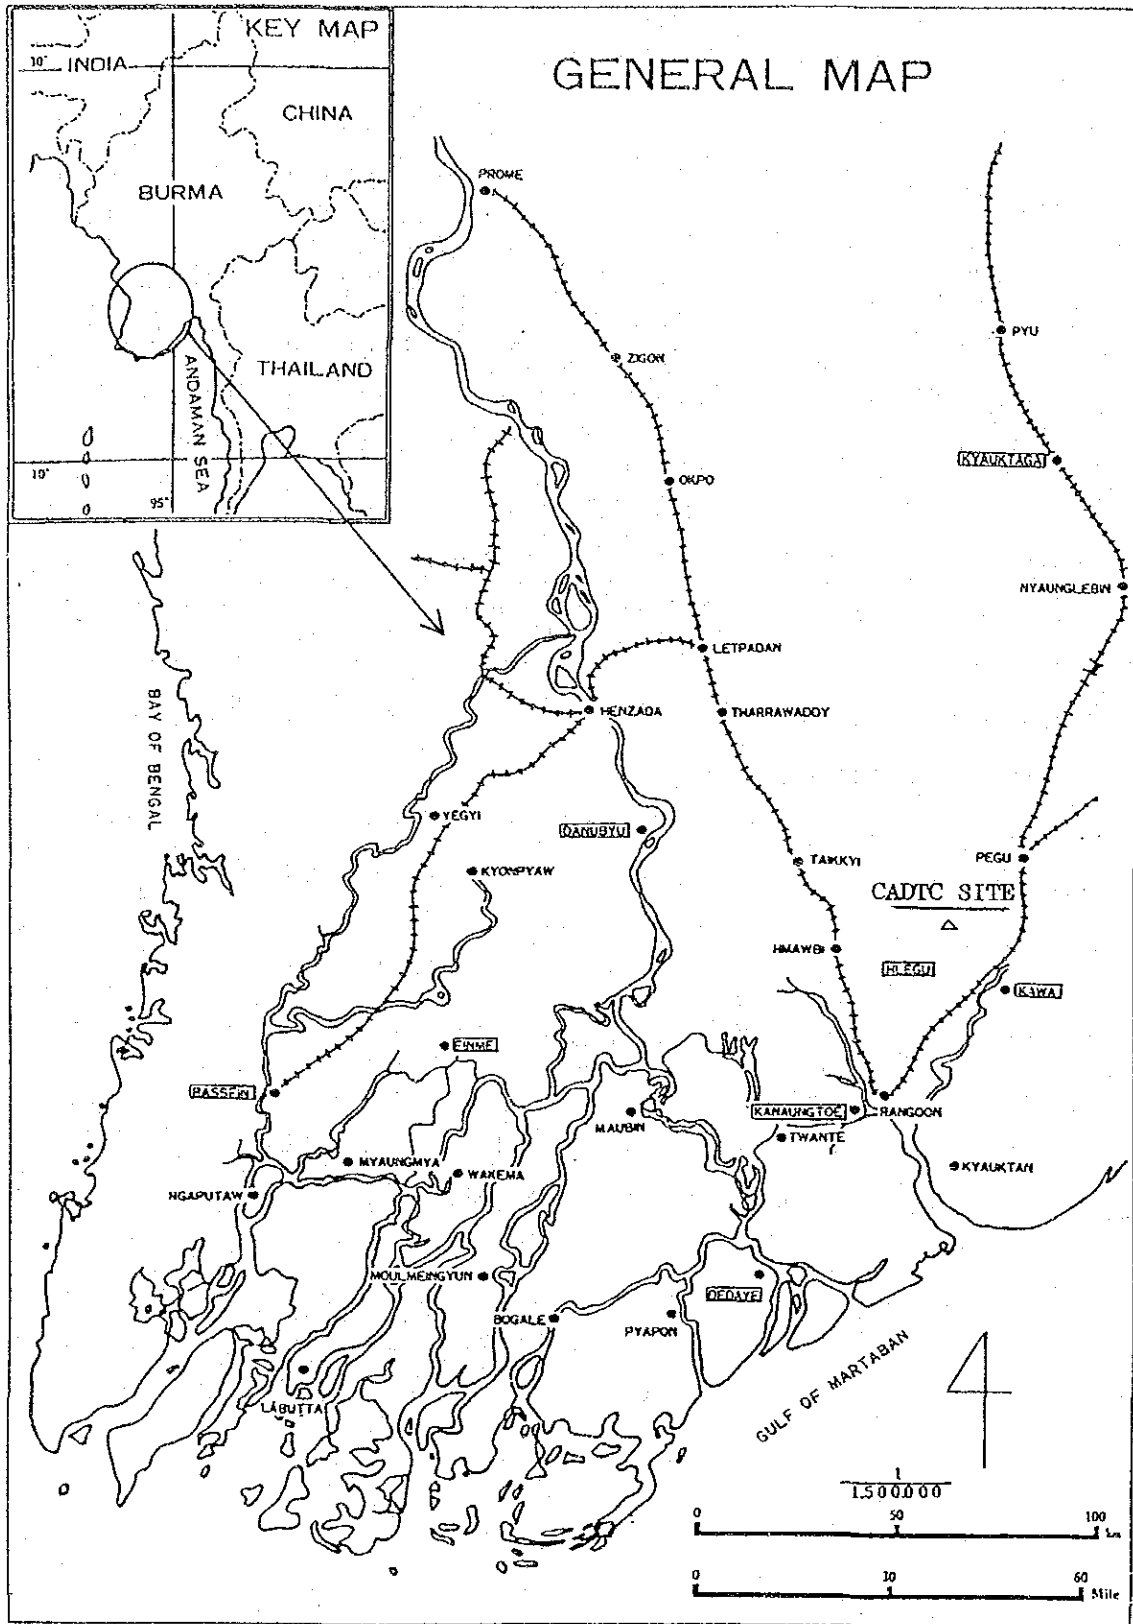 KEY MAP
30°
INDIA
CHINA
BURMA
THAILAND
ANDAMAN SEA
10°
95°
GENERAL MAP
PROME
PYU
ZIGON
KYAUKTAGA
OKPO
NYAUNGLEBIN
LETPADAN
HENZADA
THARRAWADDY
BAY OF BENGAL
YEGYI
DANUBYU
KYONPYAW
TAIKKYI
PEGU
CADTC SITE
HMAWBI
HLEGU
KAWA
EINME
BASSEIN
MAUBIN
KANAUNGTOE
RANGOON
TWANTE
MYAUNGMYA
WAKEMA
KYAUKTAN
NGAPUTAW
MOULMEINGYUN
DEDAYE
BOGALE
PYAPON
LABUTTA
GULF OF MARTABAN
1
1.500.000
0 50 100
km
0 30 60
Mile